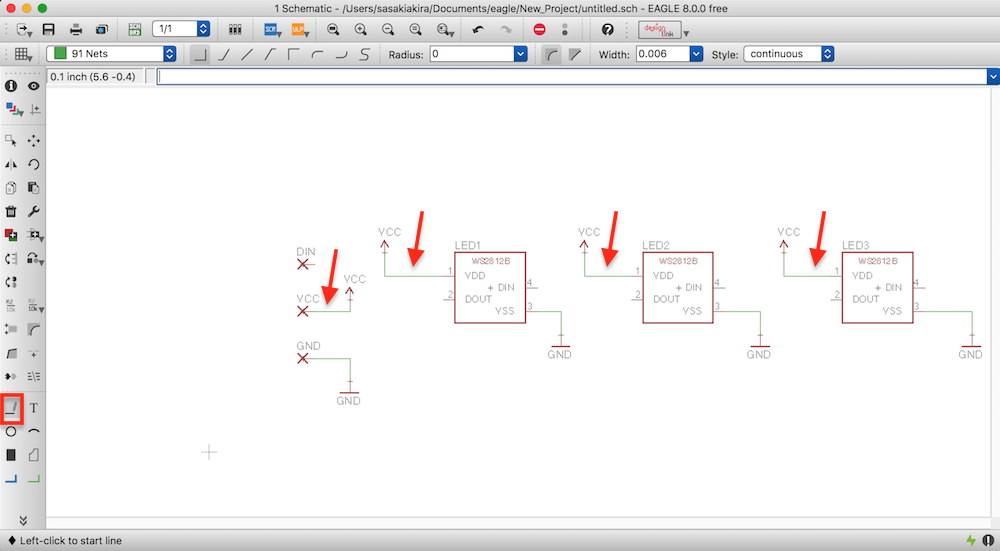 1 Schematic - /Users/sasakiakira/Documents/eagle/New_Project/untitled.sch - EAGLE 8.0.0 free
1/1
SCR
ULP
design
link
91 Nets
Radius:
0
Width:
0.006
Style:
continuous
0.1 inch (5.6 -0.4)
R2
10k
R2
10k
T
DIN
VCC
VCC
GND
GND
VCC
LED1
WS2812B
1
VDD
DIN
4
2
DOUT
VSS
3
GND
VCC
LED2
WS2812B
1
VDD
DIN
4
2
DOUT
VSS
3
GND
VCC
LED3
WS2812B
1
VDD
DIN
4
2
DOUT
VSS
3
GND
Left-click to start line